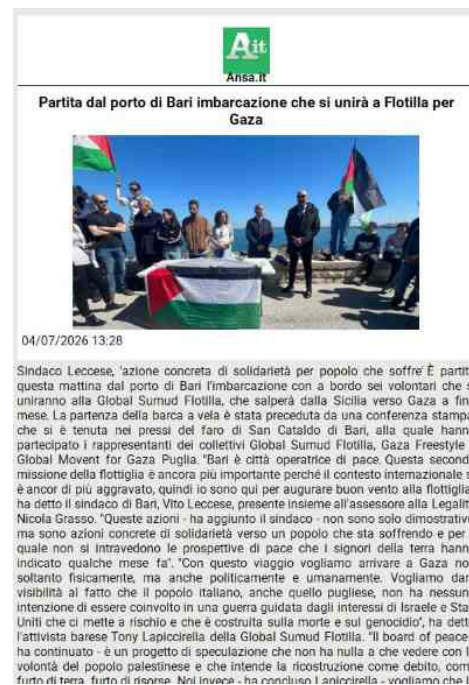 Ait
Ansa.it
Partita dal porto di Bari imbarcazione che si unirà a Flotilla per
Gaza
04/07/2026 13:28
Sindaco Leccese, 'azione concreta di solidarietà per popolo che soffre' È partit
questa mattina dal porto di Bari l'imbarcazione con a bordo sei volontari che s
uniranno alla Global Sumud Flotilla, che salperà dalla Sicilia verso Gaza a fin
mese. La partenza della barca a vela è stata preceduta da una conferenza stampa
che si è tenuta nei pressi del faro di San Cataldo di Bari, alla quale hann
partecipato i rappresentanti dei collettivi Global Sumud Flotilla, Gaza Freestyle
Global Movent for Gaza Puglia. "Bari è città operatrice di pace. Questa second
missione della flottiglia è ancora più importante perché il contesto internazionale s
è ancor di più aggravato, quindi io sono qui per augurare buon vento alla flottiglia
ha detto il sindaco di Bari, Vito Leccese, presente insieme all'assessore alla Legalit
Nicola Grasso. "Queste azioni - ha aggiunto il sindaco - non sono solo dimostrative
ma sono azioni concrete di solidarietà verso un popolo che sta soffrendo e per
quale non si intravedono le prospettive di pace che i signori della terra hann
indicato qualche mese fa". "Con questo viaggio vogliamo arrivare a Gaza no
soltanto fisicamente, ma anche politicamente e umanamente. Vogliamo dar
visibilità al fatto che il popolo italiano, anche quello pugliese, non ha nessun
intenzione di essere coinvolto in una guerra guidata dagli interessi di Israele e Stat
Uniti che ci mette a rischio e che è costruita sulla morte e sul genocidio", ha dett
l'attivista barese Tony Lapiccirella della Global Sumud Flotilla. "Il board of peace
ha continuato - è un progetto di speculazione che non ha nulla a che vedere con l
volontà del popolo palestinese e che intende la ricostruzione come debito, com
furto di terra, furto di risorse. Noi invece - ha concluso Lapiccirella - vogliamo che l